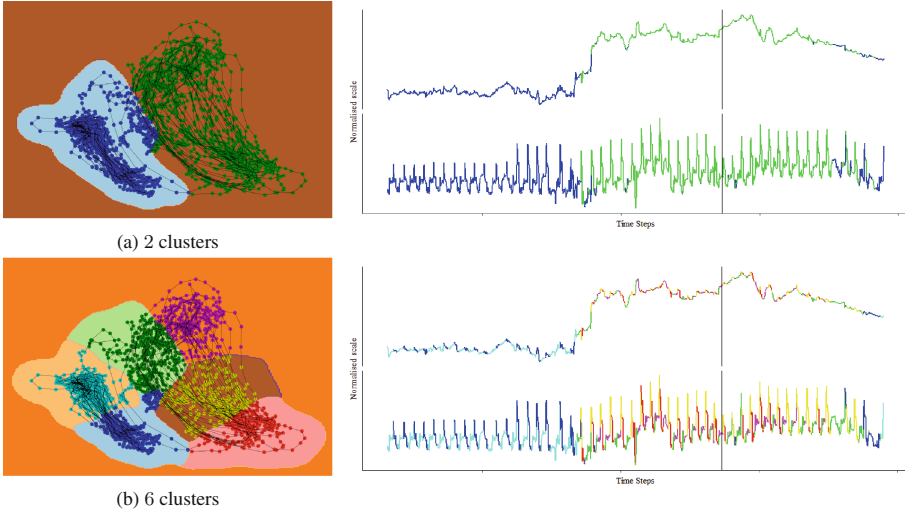 Normalised scale
Time Steps
(a) 2 clusters
Normalised scale
Time Steps
(b) 6 clusters